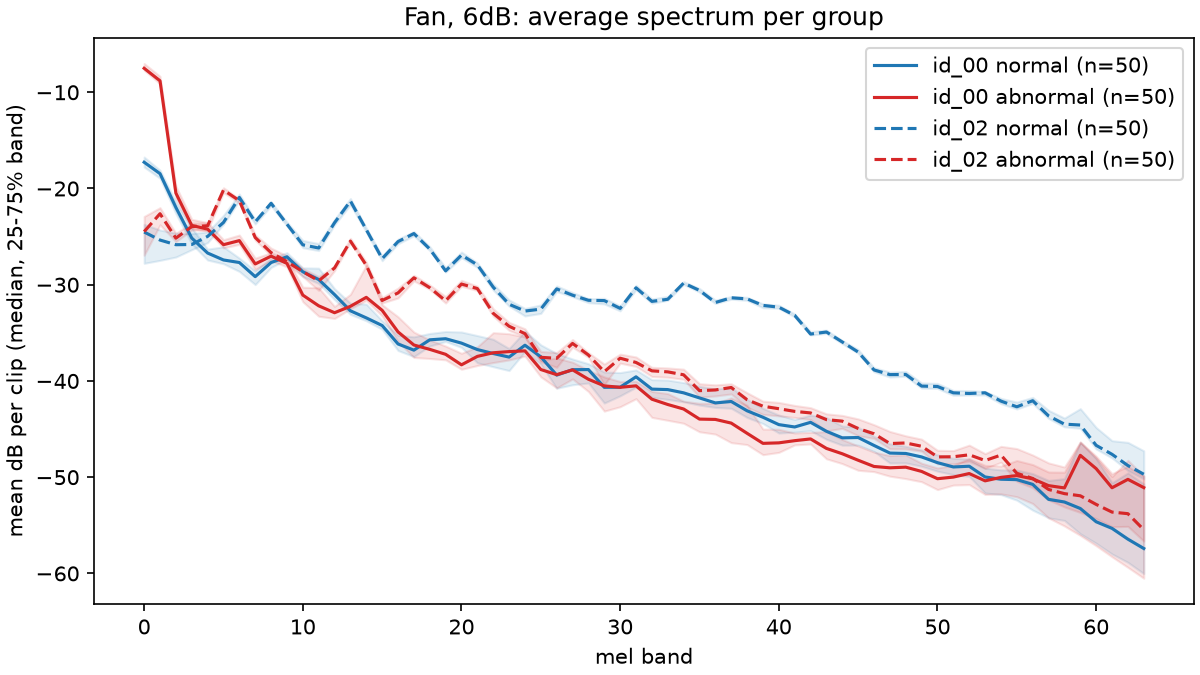 Fan, 6dB: average spectrum per group
id_00 normal (n=50)
id_00 abnormal (n=50)
id_02 normal (n=50)
id_02 abnormal (n=50)
mean dB per clip (median, 25-75% band)
−10
−20
−30
−40
−50
−60
0 10 20 30 40 50 60
mel band